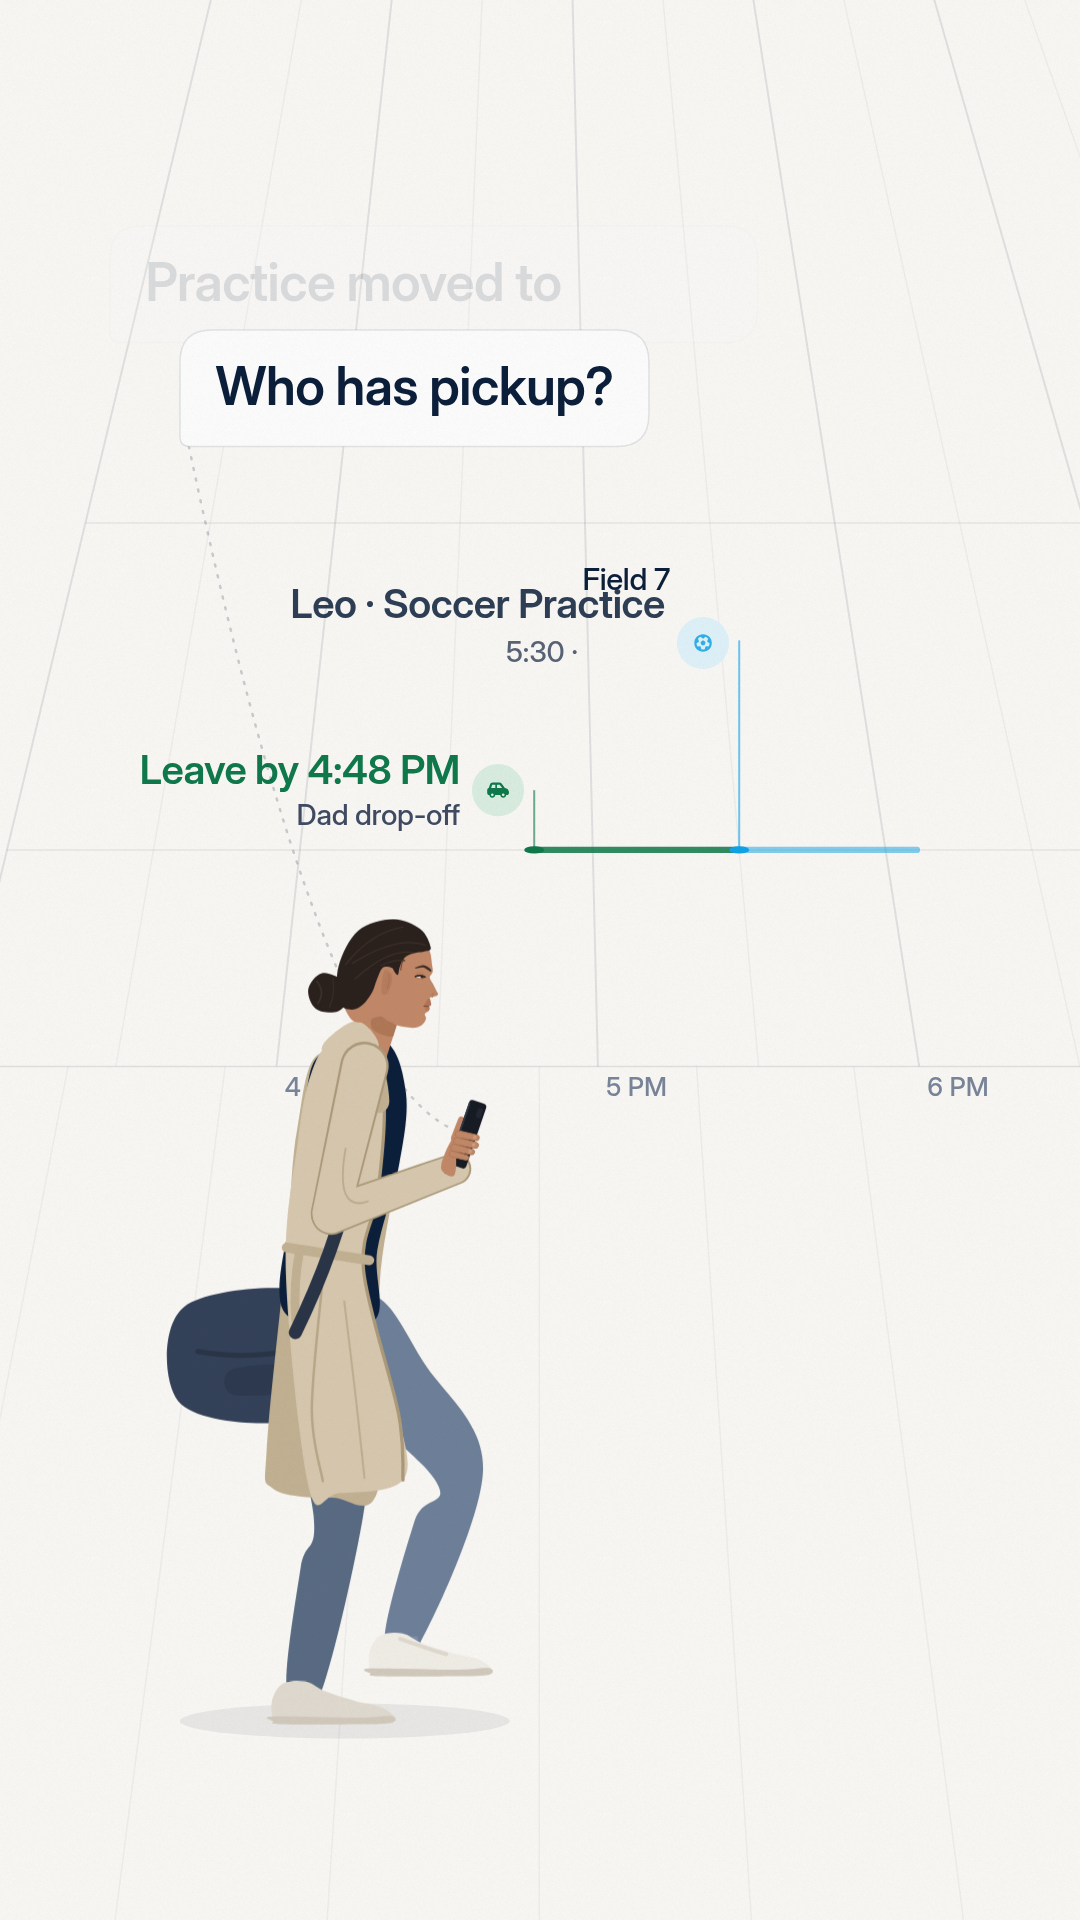 Practice moved to
Who has pickup?
Field 7
Leo · Soccer Practice
5:30 ·
Leave by 4:48 PM
Dad drop-off
4
5 PM
6 PM